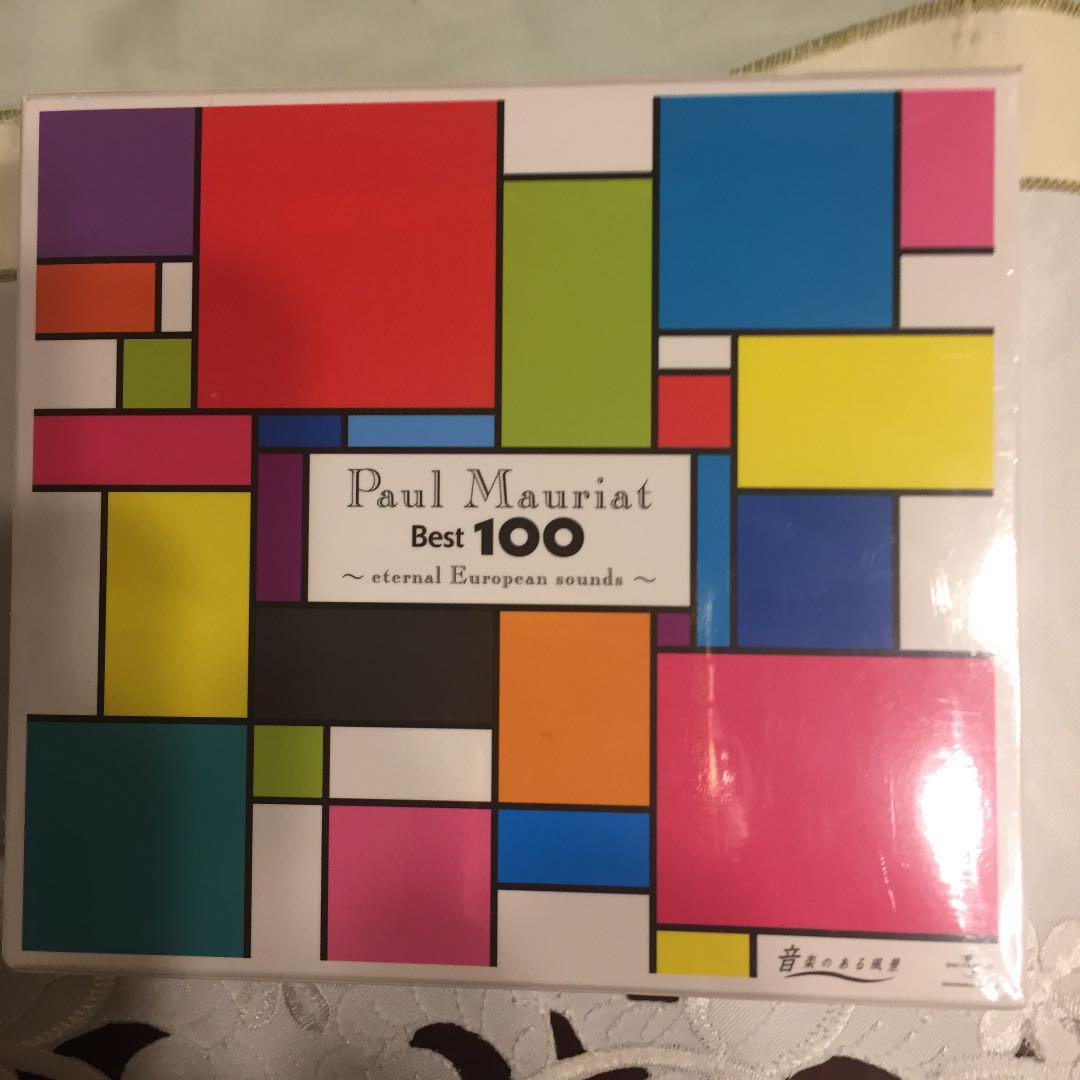 Paul Mauriat
Best 100
～ eternal European sounds ～
音楽のある風景